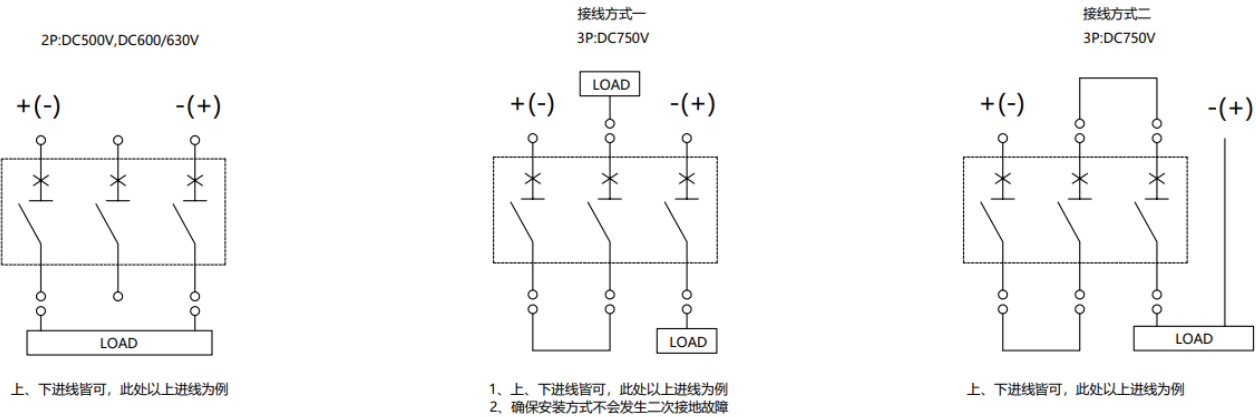 2P:DC500V,DC600/630V
+(-)
-(+)
LOAD
上、下进线皆可，此处以上进线为例
接线方式一
3P:DC750V
LOAD
+(-)
-(+)
LOAD
1、上、下进线皆可，此处以上进线为例
2、确保安装方式不会发生二次接地故障
接线方式二
3P:DC750V
+(-)
-(+)
LOAD
上、下进线皆可，此处以上进线为例